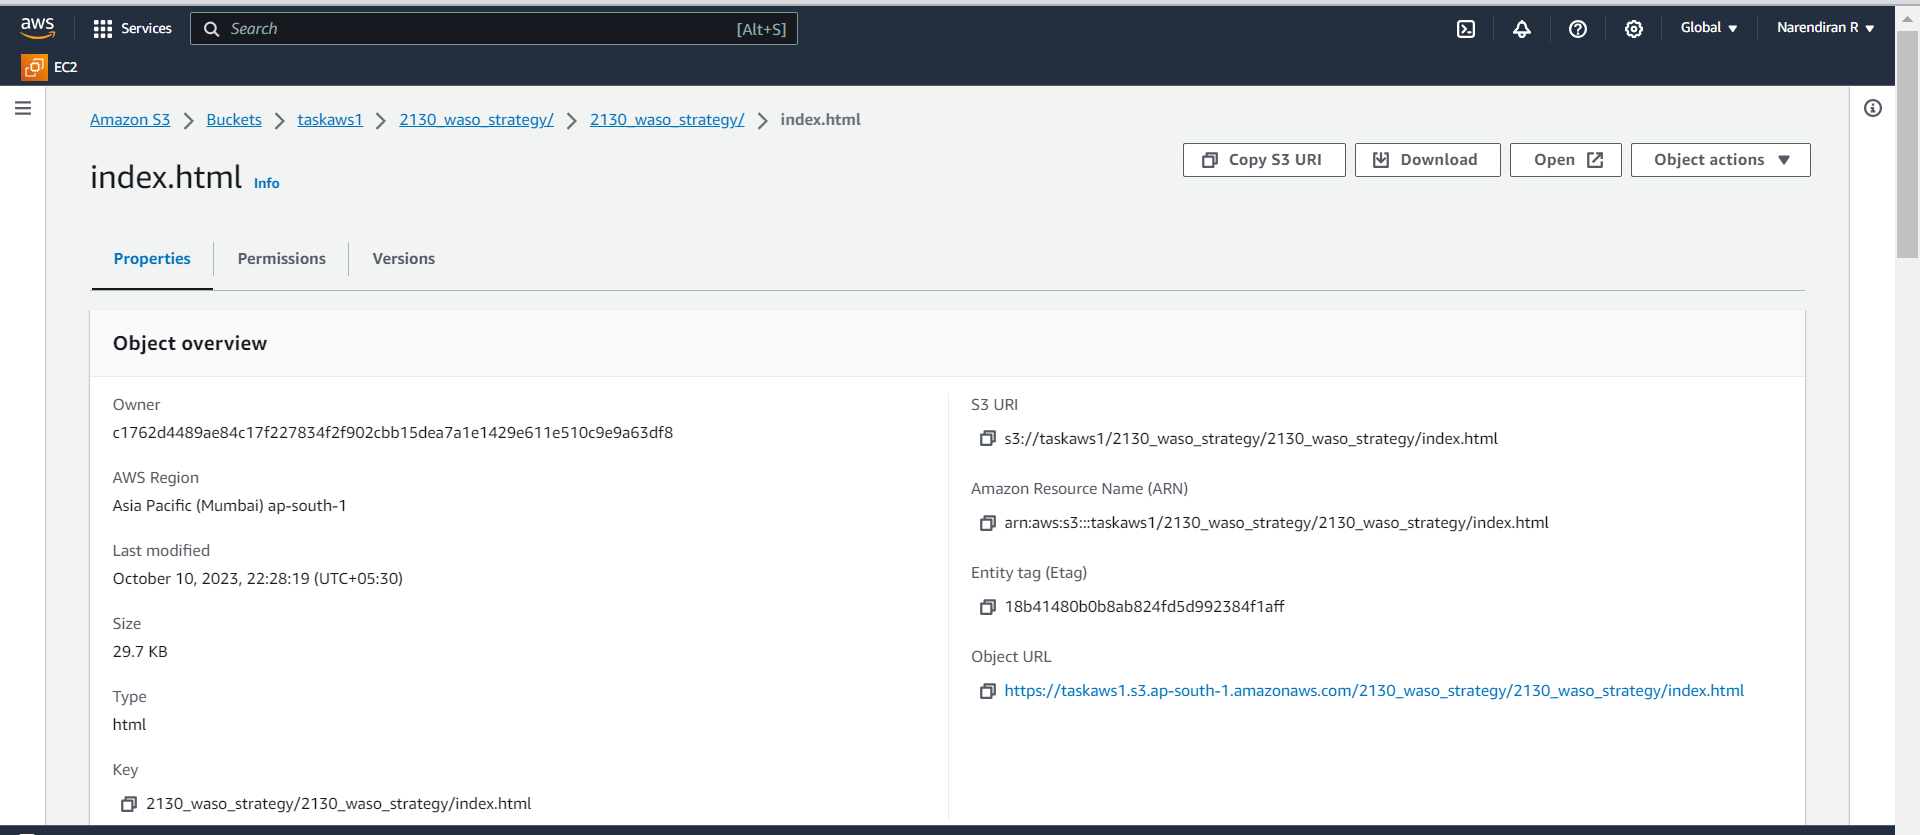 aws Services Search [Alt+S] Global Narendiran R
EC2
Amazon S3 Buckets taskaws1 2130_waso_strategy/ 2130_waso_strategy/ index.html
index.html Info
Copy S3 URI Download Open Object actions
Properties Permissions Versions
Object overview
Owner
c1762d4489ae84c17f227834f2f902cbb15dea7a1e1429e611e510c9e9a63df8
AWS Region
Asia Pacific (Mumbai) ap-south-1
Last modified
October 10, 2023, 22:28:19 (UTC+05:30)
Size
29.7 KB
Type
html
Key
2130_waso_strategy/2130_waso_strategy/index.html
S3 URI
s3://taskaws1/2130_waso_strategy/2130_waso_strategy/index.html
Amazon Resource Name (ARN)
arn:aws:s3:::taskaws1/2130_waso_strategy/2130_waso_strategy/index.html
Entity tag (Etag)
18b41480b0b8ab824fd5d992384f1aff
Object URL
https://taskaws1.s3.ap-south-1.amazonaws.com/2130_waso_strategy/2130_waso_strategy/index.html